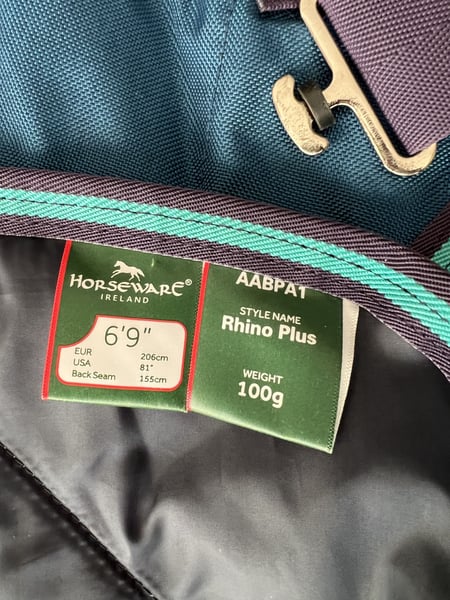 HORSEWARE®
IRELAND
6'9"
EUR 206cm
USA 81"
Back Seam 155cm
AABPA1
STYLE NAME
Rhino Plus
WEIGHT
100g